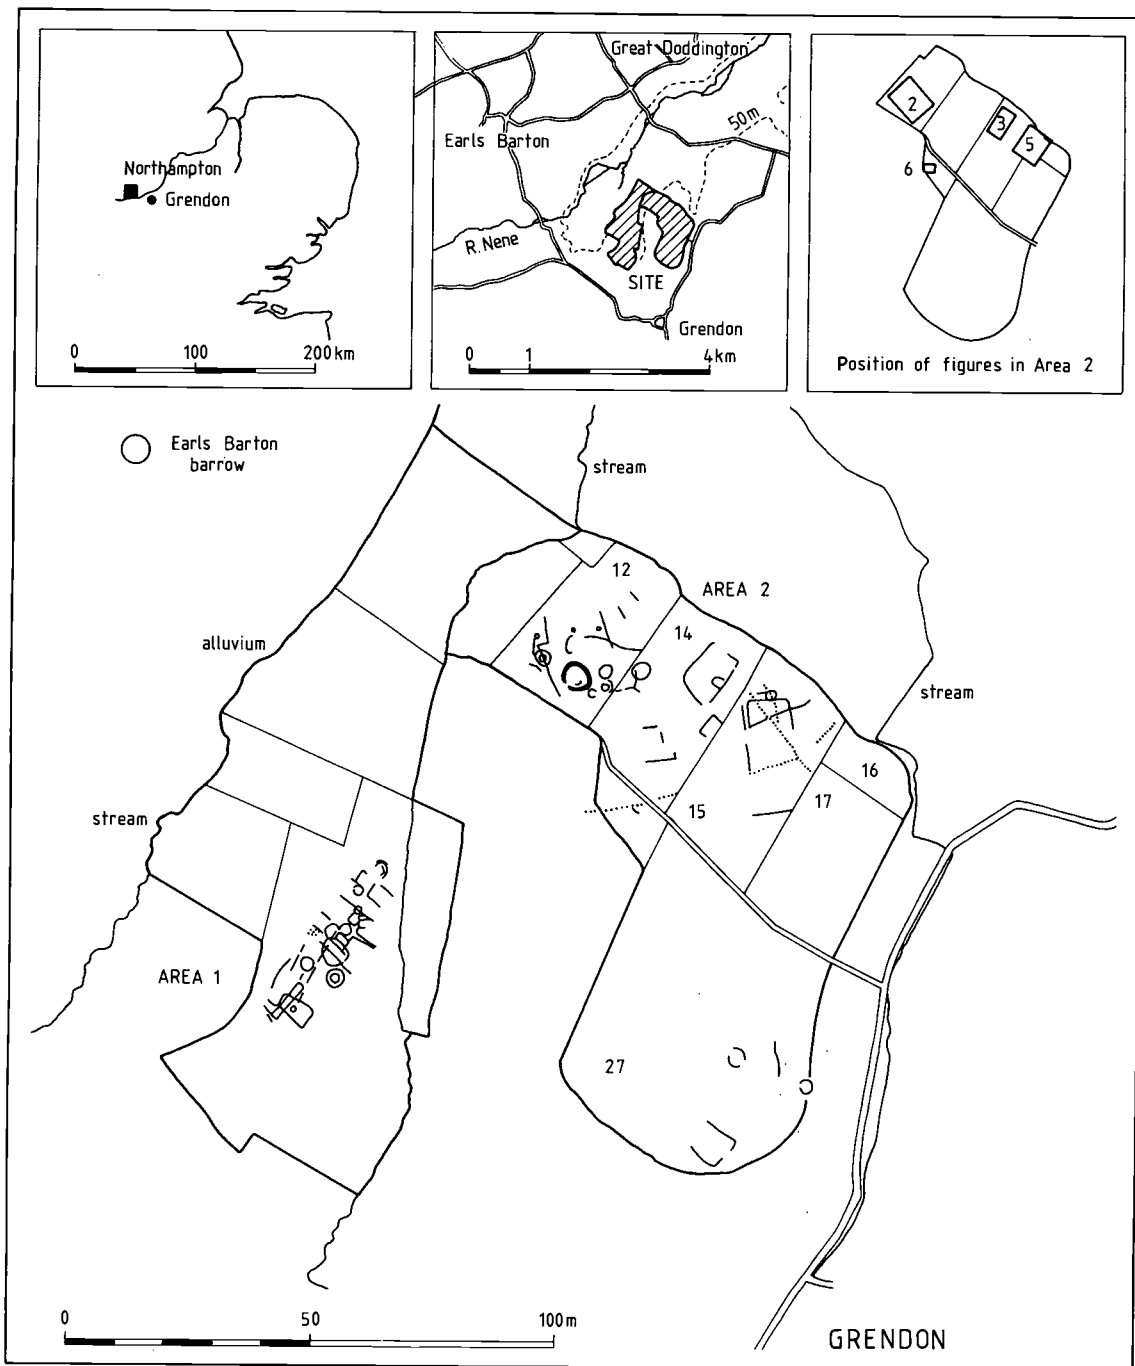 Northampton
Grendon
0 100 200 km
Great Doddington
50m
Earls Barton
R. Nene
SITE
Grendon
0 1 4 km
2
3
5
6
Position of figures in Area 2
Earls Barton
barrow
stream
12
AREA 2
14
alluvium
stream
16
stream
15
17
AREA 1
27
0 50 100 m
GRENDON